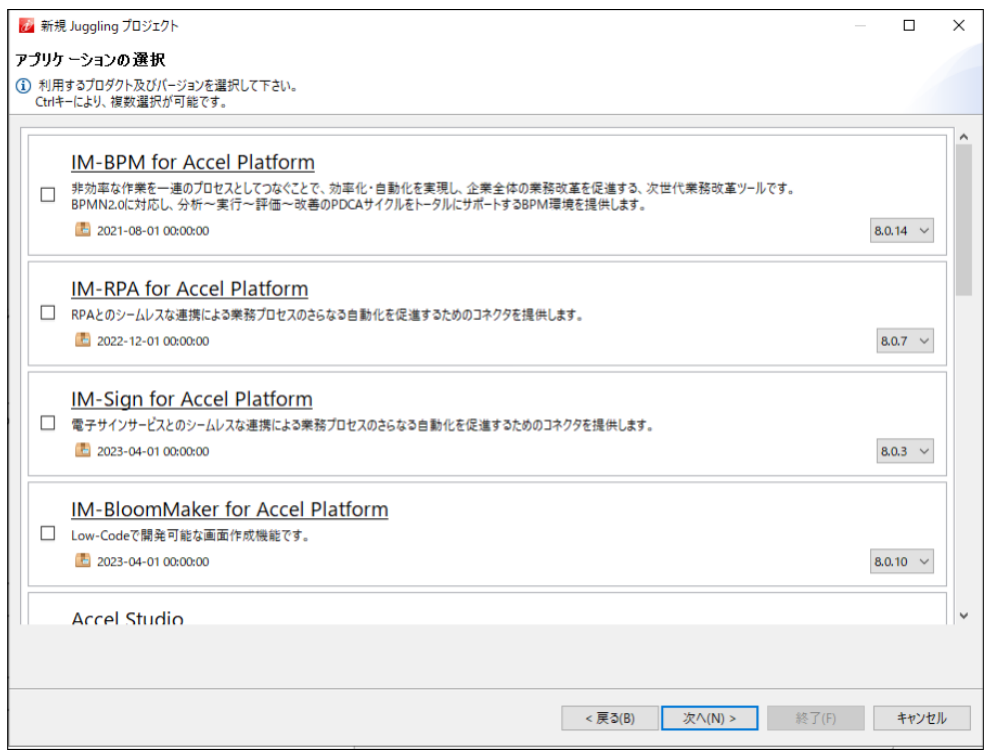 新規 Juggling プロジェクト
アプリケーションの選択
利用するプロダクト及びバージョンを選択して下さい。
Ctrlキーにより、複数選択が可能です。
IM-BPM for Accel Platform
非効率な作業を一連のプロセスとしてつなぐことで、効率化・自動化を実現し、企業全体の業務改革を促進する、次世代業務改革ツールです。
BPMN2.0に対応し、分析～実行～評価～改善のPDCAサイクルをトータルにサポートするBPM環境を提供します。
2021-08-01 00:00:00
8.0.14
IM-RPA for Accel Platform
RPAとのシームレスな連携による業務プロセスのさらなる自動化を促進するためのコネクタを提供します。
2022-12-01 00:00:00
8.0.7
IM-Sign for Accel Platform
電子サインサービスとのシームレスな連携による業務プロセスのさらなる自動化を促進するためのコネクタを提供します。
2023-04-01 00:00:00
8.0.3
IM-BloomMaker for Accel Platform
Low-Codeで開発可能な画面作成機能です。
2023-04-01 00:00:00
8.0.10
Accel Studio
< 戻る(B)
次へ(N) >
終了(F)
キャンセル